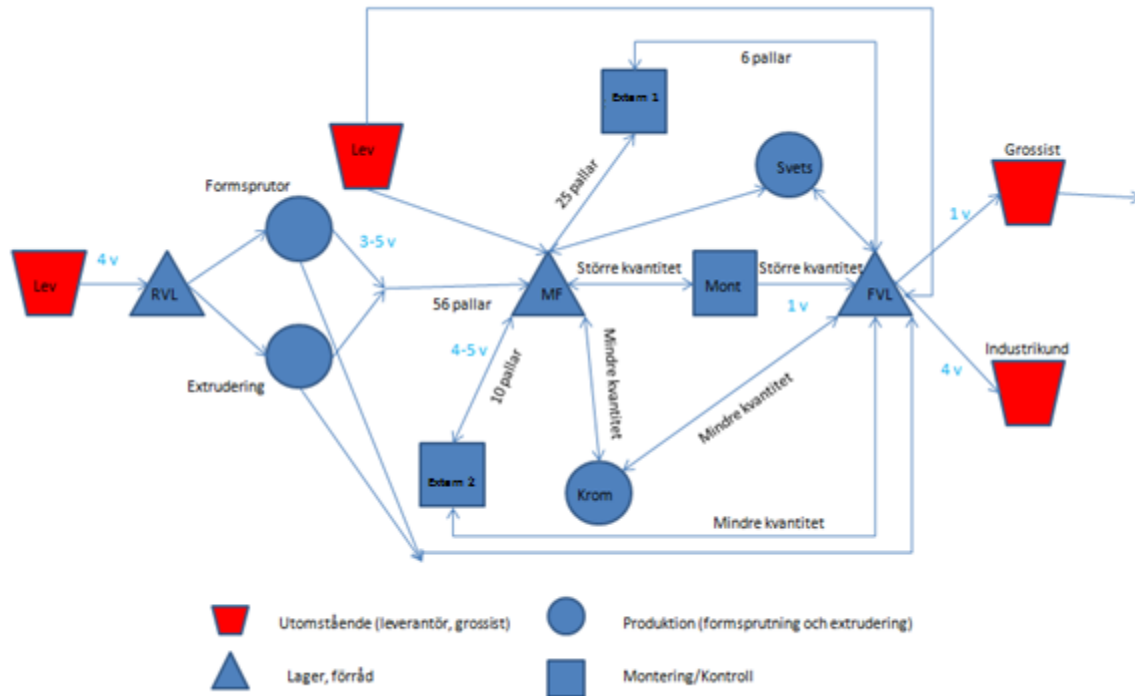 6 pallar
Extern 1
Lev
Svets
Grossist
Formsprutor
25 pallar
3-5 v
1 v
4 v
Större kvantitet
Större kvantitet
Lev
RVL
MF
Mont
FVL
56 pallar
1 v
4-5 v
10 pallar
Mindre kvantitet
Mindre kvantitet
Industrikund
4 v
Extrudering
Extern 2
Krom
Mindre kvantitet
Utomstående (leverantör, grossist)
Produktion (formsprutning och extrudering)
Lager, förråd
Montering/Kontroll